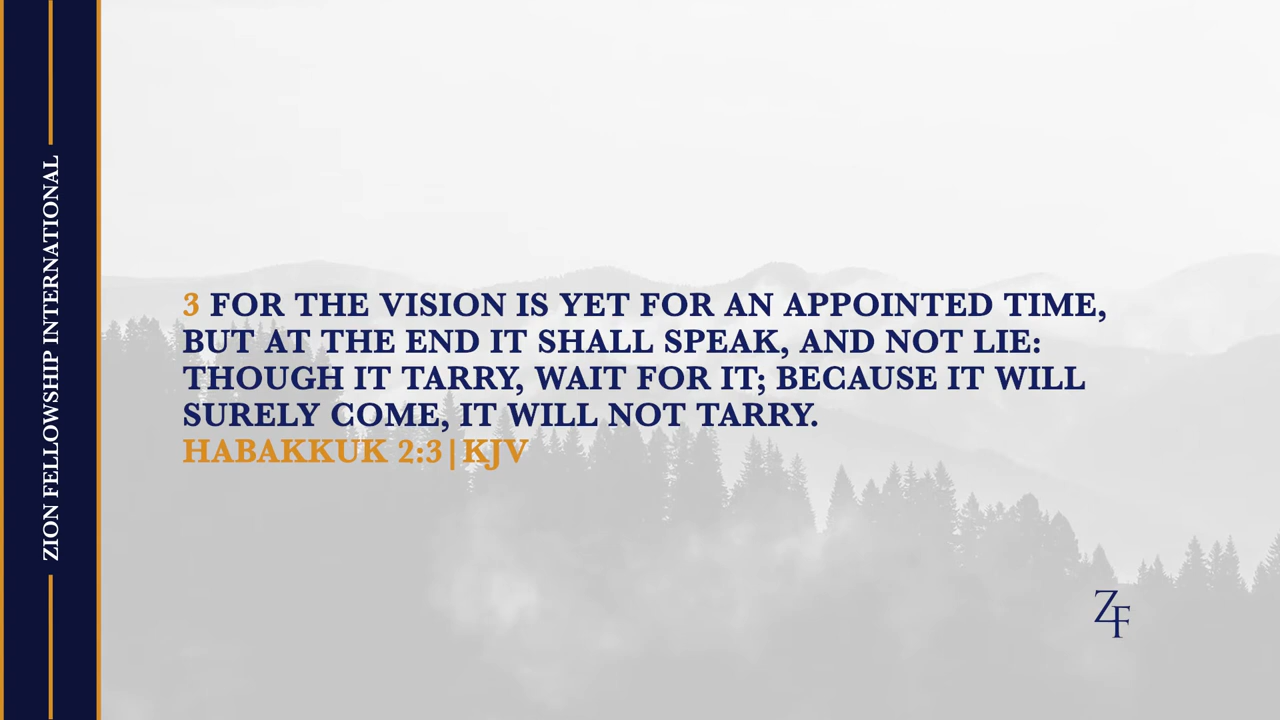 ZION FELLOWSHIP INTERNATIONAL
3 FOR THE VISION IS YET FOR AN APPOINTED TIME,
BUT AT THE END IT SHALL SPEAK, AND NOT LIE:
THOUGH IT TARRY, WAIT FOR IT; BECAUSE IT WILL
SURELY COME, IT WILL NOT TARRY.
HABAKKUK 2:3|KJV
ZF